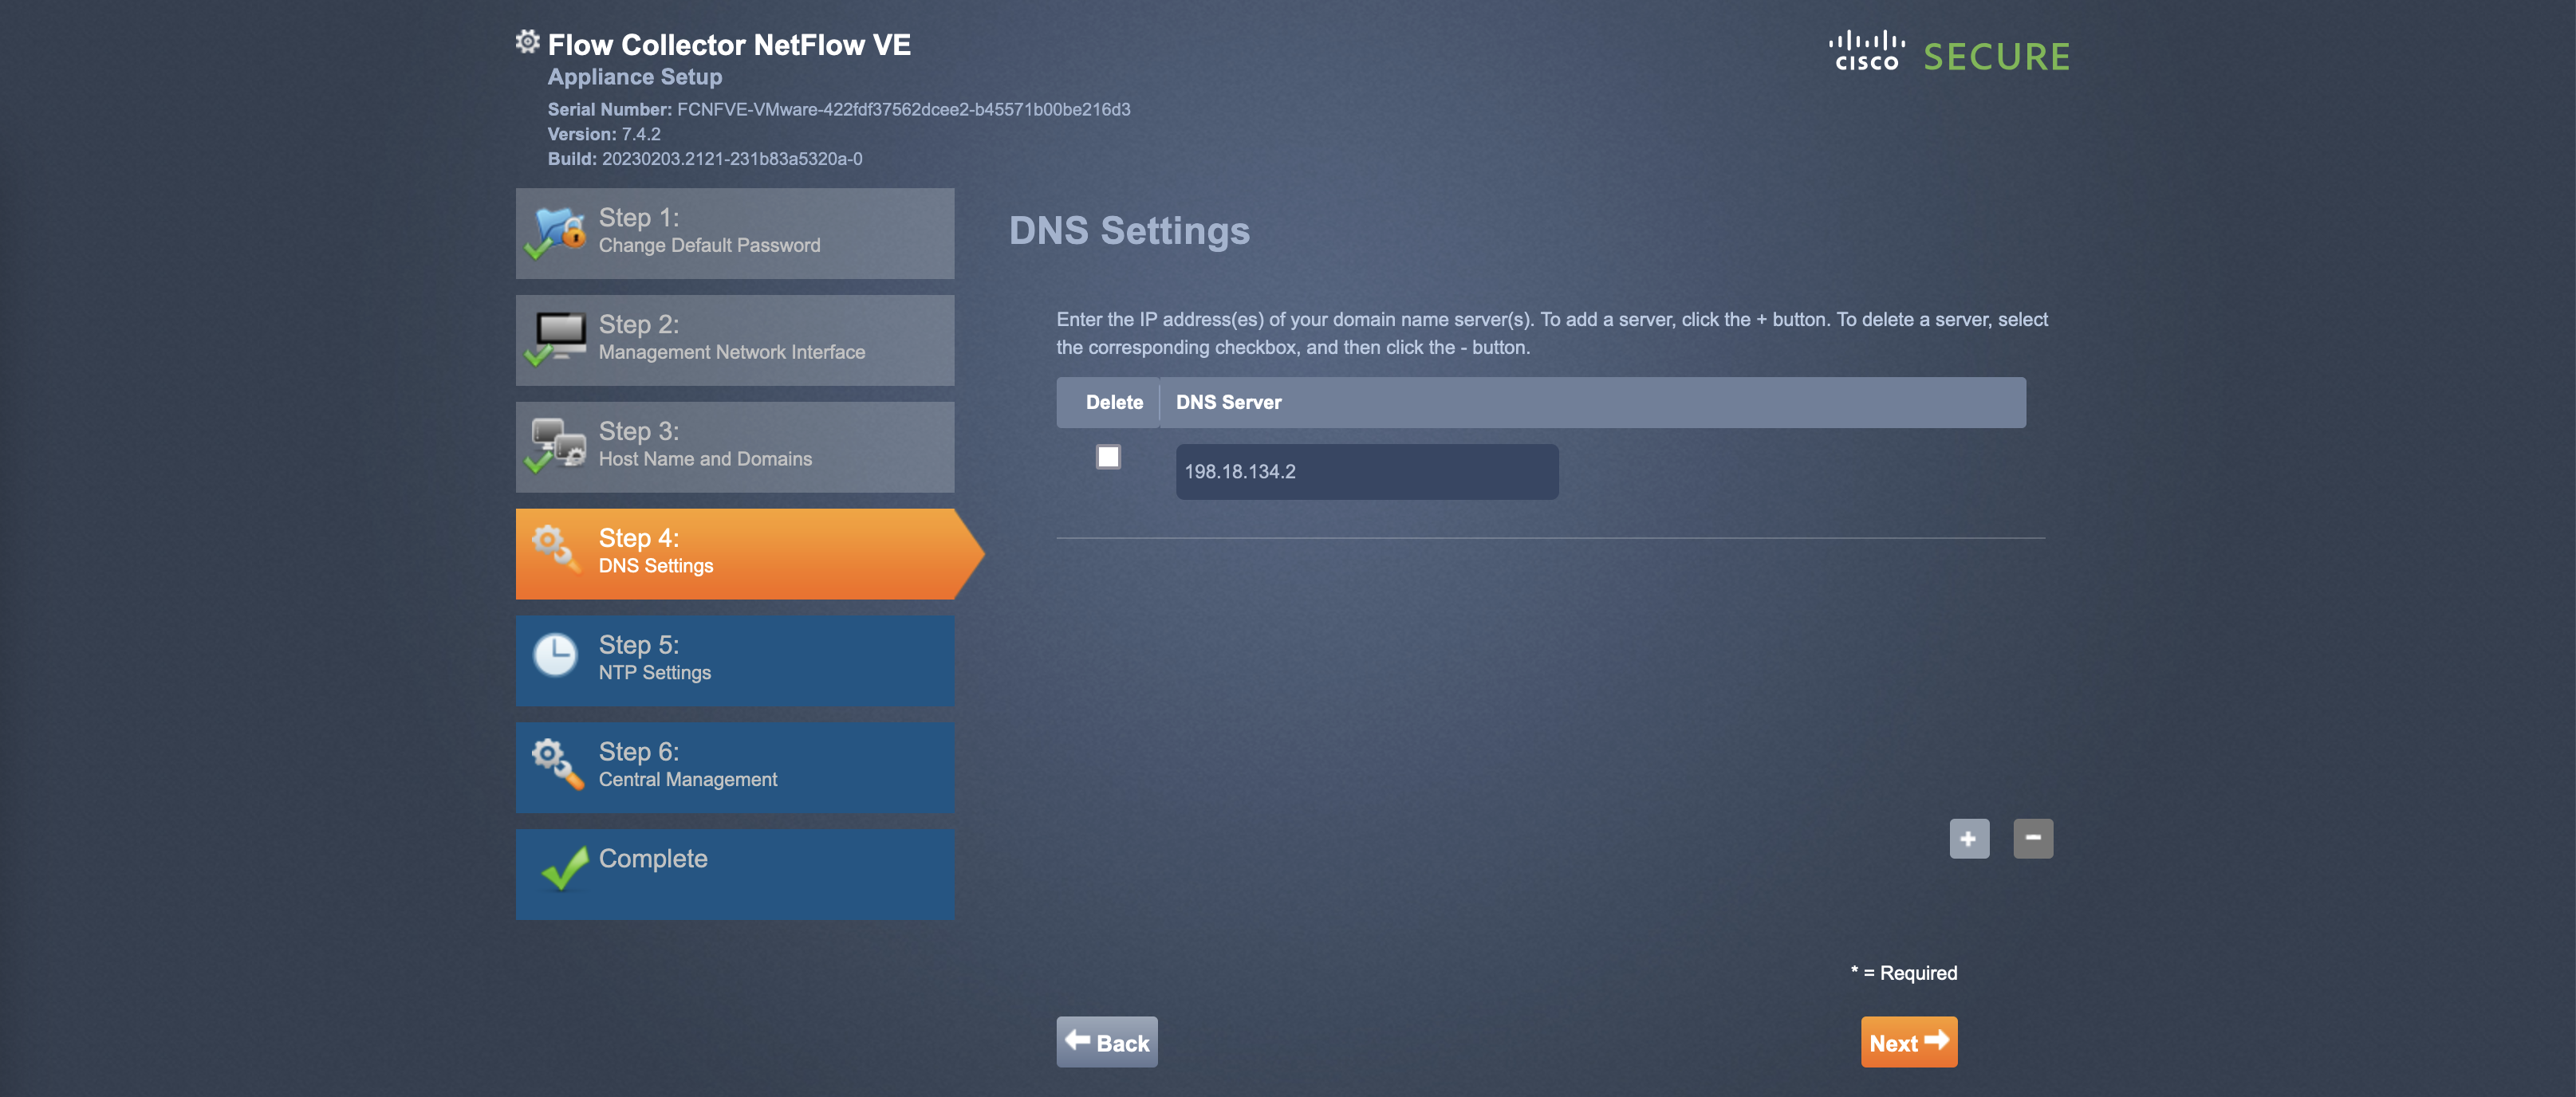 Flow Collector NetFlow VE
Appliance Setup
Serial Number: FCNFVE-VMware-422fdf37562dcee2-b45571b00be216d3
Version: 7.4.2
Build: 20230203.2121-231b83a5320a-0
CISCO SECURE
Step 1:
Change Default Password
Step 2:
Management Network Interface
Step 3:
Host Name and Domains
Step 4:
DNS Settings
Step 5:
NTP Settings
Step 6:
Central Management
Complete
DNS Settings
Enter the IP address(es) of your domain name server(s). To add a server, click the + button. To delete a server, select
the corresponding checkbox, and then click the - button.
Delete DNS Server
198.18.134.2
+ -
* = Required
Back Next